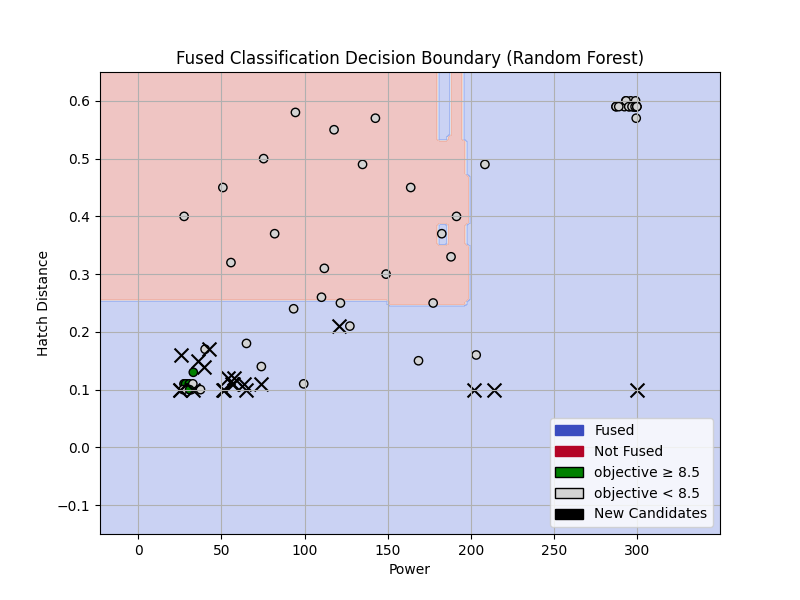 Fused Classification Decision Boundary (Random Forest)
0.6
0.5
0.4
0.3
0.2
0.1
0.0
−0.1
Hatch Distance
0
50
100
150
200
250
300
Power
Fused
Not Fused
objective ≥ 8.5
objective < 8.5
New Candidates